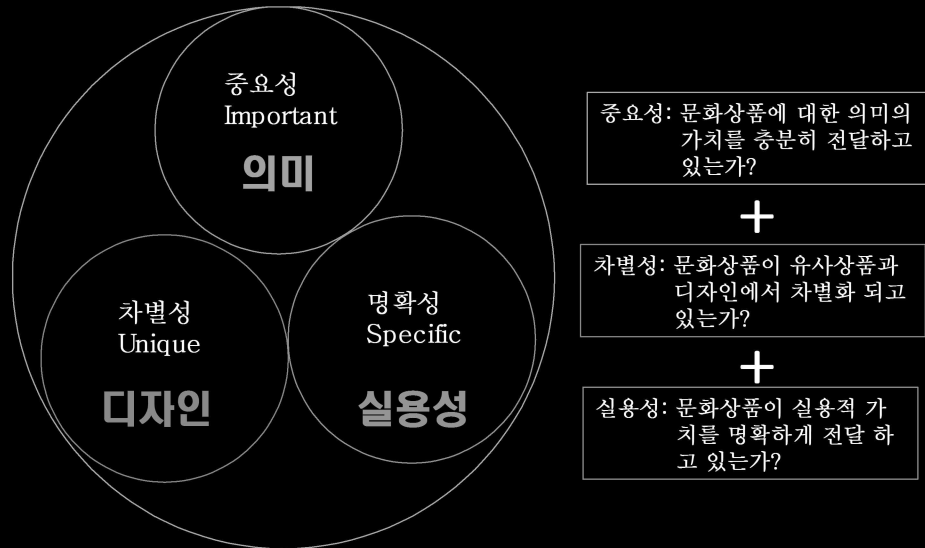 중요성
Important
의미
차별성
Unique
디자인
명확성
Specific
실용성
중요성: 문화상품에 대한 의미의
가치를 충분히 전달하고
있는가?
+
차별성: 문화상품이 유사상품과
디자인에서 차별화 되고
있는가?
+
실용성: 문화상품이 실용적 가
치를 명확하게 전달 하
고 있는가?